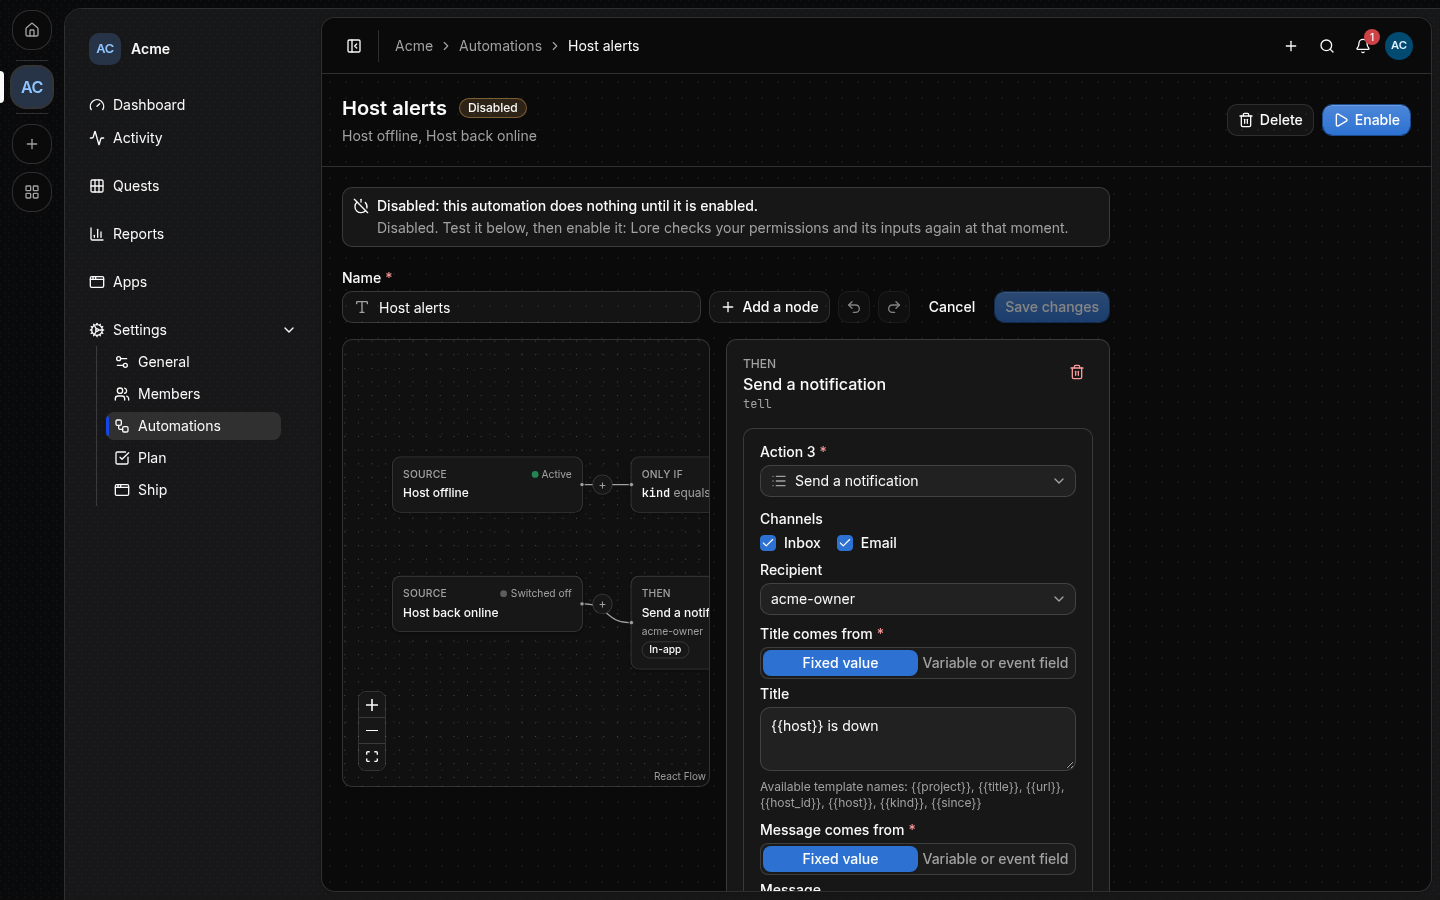 AC
AC
Acme
Dashboard
Activity
Quests
Reports
Apps
Settings
General
Members
Automations
Plan
Ship
Acme > Automations > Host alerts
1
AC
Host alerts
Disabled
Host offline, Host back online
Delete
Enable
Disabled: this automation does nothing until it is enabled.
Disabled. Test it below, then enable it: Lore checks your permissions and its inputs again at that moment.
Name *
Host alerts
Add a node
Cancel
Save changes
SOURCE
Active
Host offline
ONLY IF
kind equals
SOURCE
Switched off
Host back online
THEN
Send a notif
acme-owner
In-app
React Flow
THEN
Send a notification
tell
Action 3 *
Send a notification
Channels
Inbox
Email
Recipient
acme-owner
Title comes from *
Fixed value
Variable or event field
Title
{{host}} is down
Available template names: {{project}}, {{title}}, {{url}},
{{host_id}}, {{host}}, {{kind}}, {{since}}
Message comes from *
Fixed value
Variable or event field
Message